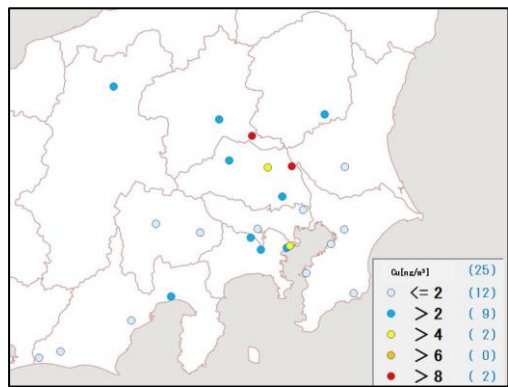 Cu[ng/m³] (25)
<= 2 (12)
> 2 ( 9)
> 4 ( 2)
> 6 ( 0)
> 8 ( 2)